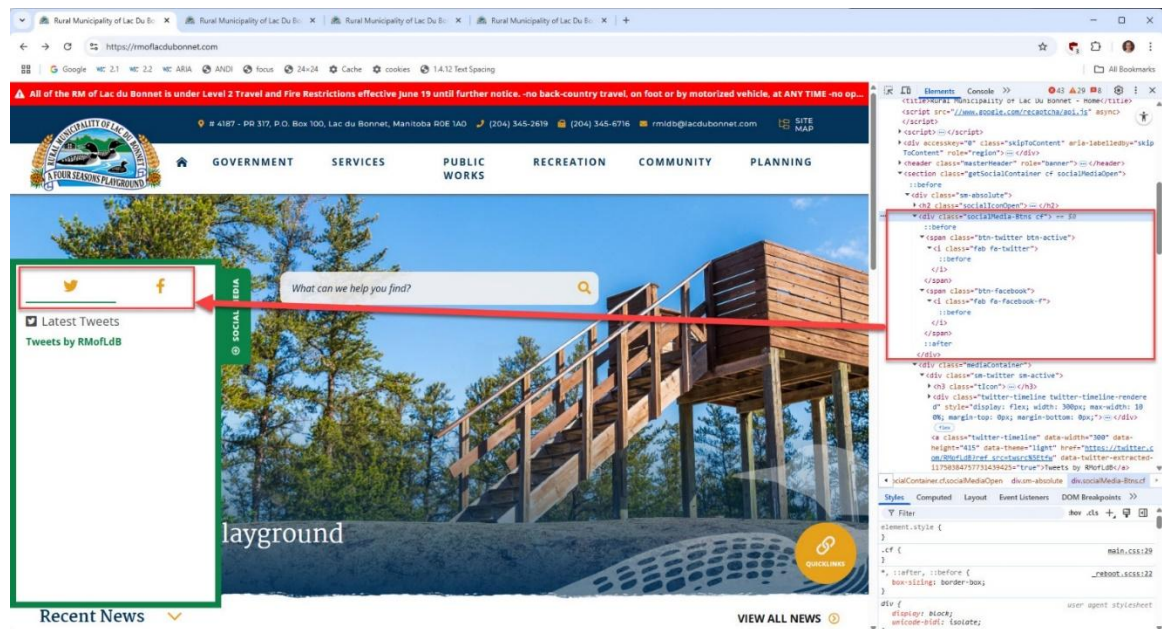 Rural Municipality of Lac Du Bo
Rural Municipality of Lac Du Bo
Rural Municipality of Lac Du Bo
Rural Municipality of Lac Du Bo
https://rmoflacdubonnet.com
Google
WC 2.1
WC 2.2
WC ARIA
ANDI
focus
24×24
Cache
cookies
1.4.12 Text Spacing
All Bookmarks
All of the RM of Lac du Bonnet is under Level 2 Travel and Fire Restrictions effective June 19 until further notice. -no back-country travel, on foot or by motorized vehicle, at ANY TIME -no op...
# 4187 - PR 317, P.O. Box 100, Lac du Bonnet, Manitoba R0E 1A0
(204) 345-2619
(204) 345-6716
rmldb@lacdubonnet.com
SITE
MAP
RURAL MUNICIPALITY OF LAC DU BONNET
A FOUR SEASONS PLAYGROUND
GOVERNMENT
SERVICES
PUBLIC
WORKS
RECREATION
COMMUNITY
PLANNING
What can we help you find?
SOCIAL MEDIA
Latest Tweets
Tweets by RMofLdB
layground
QUICKLINKS
Recent News
VIEW ALL NEWS
Elements Console 43 29 8
<title>Rural Municipality of Lac Du Bonnet - Home</title>
<script src="//www.google.com/recaptcha/api.js" async>
</script>
<script>…</script>
<div accesskey="0" class="skipToContent" aria-labelledby="skip
ToContent" role="region">…</div>
<header class="masterHeader" role="banner">…</header>
<section class="getSocialContainer cf socialMediaOpen">
::before
<div class="sm-absolute">
<h2 class="socialIconOpen">…</h2>
<div class="socialMedia-Btns cf"> == $0
::before
<span class="btn-twitter btn-active">
<i class="fab fa-twitter">
::before
</i>
</span>
<span class="btn-facebook">
<i class="fab fa-facebook-f">
::before
</i>
</span>
::after
</div>
<div class="mediaContainer">
<div class="sm-twitter sm-active">
<h3 class="tIcon">…</h3>
<div class="twitter-timeline twitter-timeline-rendere
d" style="display: flex; width: 300px; max-width: 10
0%; margin-top: 0px; margin-bottom: 0px;">…</div>
flex
<a class="twitter-timeline" data-width="300" data-
height="415" data-theme="light" href="https://twitter.c
om/RMofLdB?ref_src=twsrc%5Etfw" data-twitter-extracted-
="true">Tweets by RMofLdB</a>
ocialContainer.cf.socialMediaOpen div.sm-absolute div.socialMedia-Btns.cf
Styles Computed Layout Event Listeners DOM Breakpoints
Filter
:hov .cls
element.style {
}
.cf {
main.css:29
}
*, ::after, ::before {
_reboot.scss:22
box-sizing: border-box;
}
div {
user agent stylesheet
display: block;
unicode-bidi: isolate;